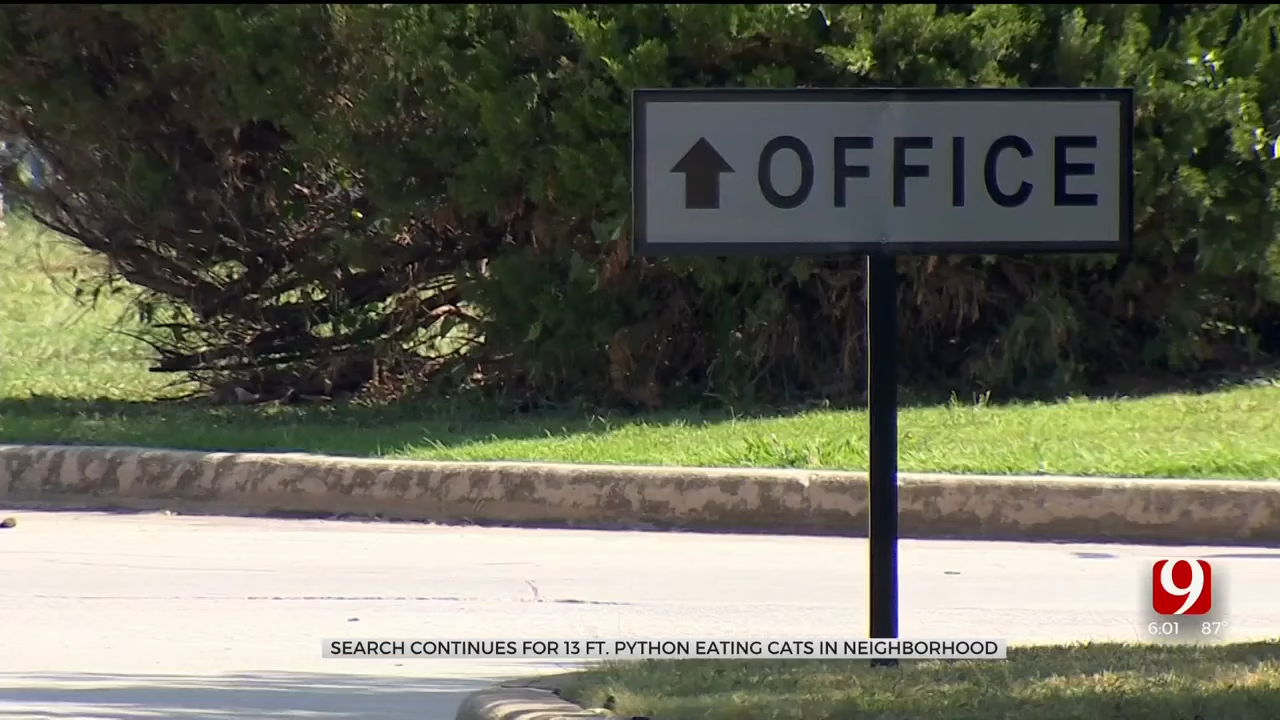 OFFICE
9
6:01 87°
SEARCH CONTINUES FOR 13 FT. PYTHON EATING CATS IN NEIGHBORHOOD